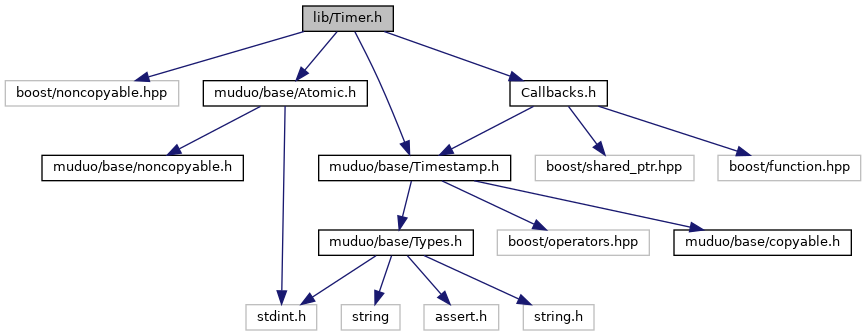 lib/Timer.h
boost/noncopyable.hpp
muduo/base/Atomic.h
Callbacks.h
muduo/base/noncopyable.h
muduo/base/Timestamp.h
boost/shared_ptr.hpp
boost/function.hpp
muduo/base/Types.h
boost/operators.hpp
muduo/base/copyable.h
stdint.h
string
assert.h
string.h